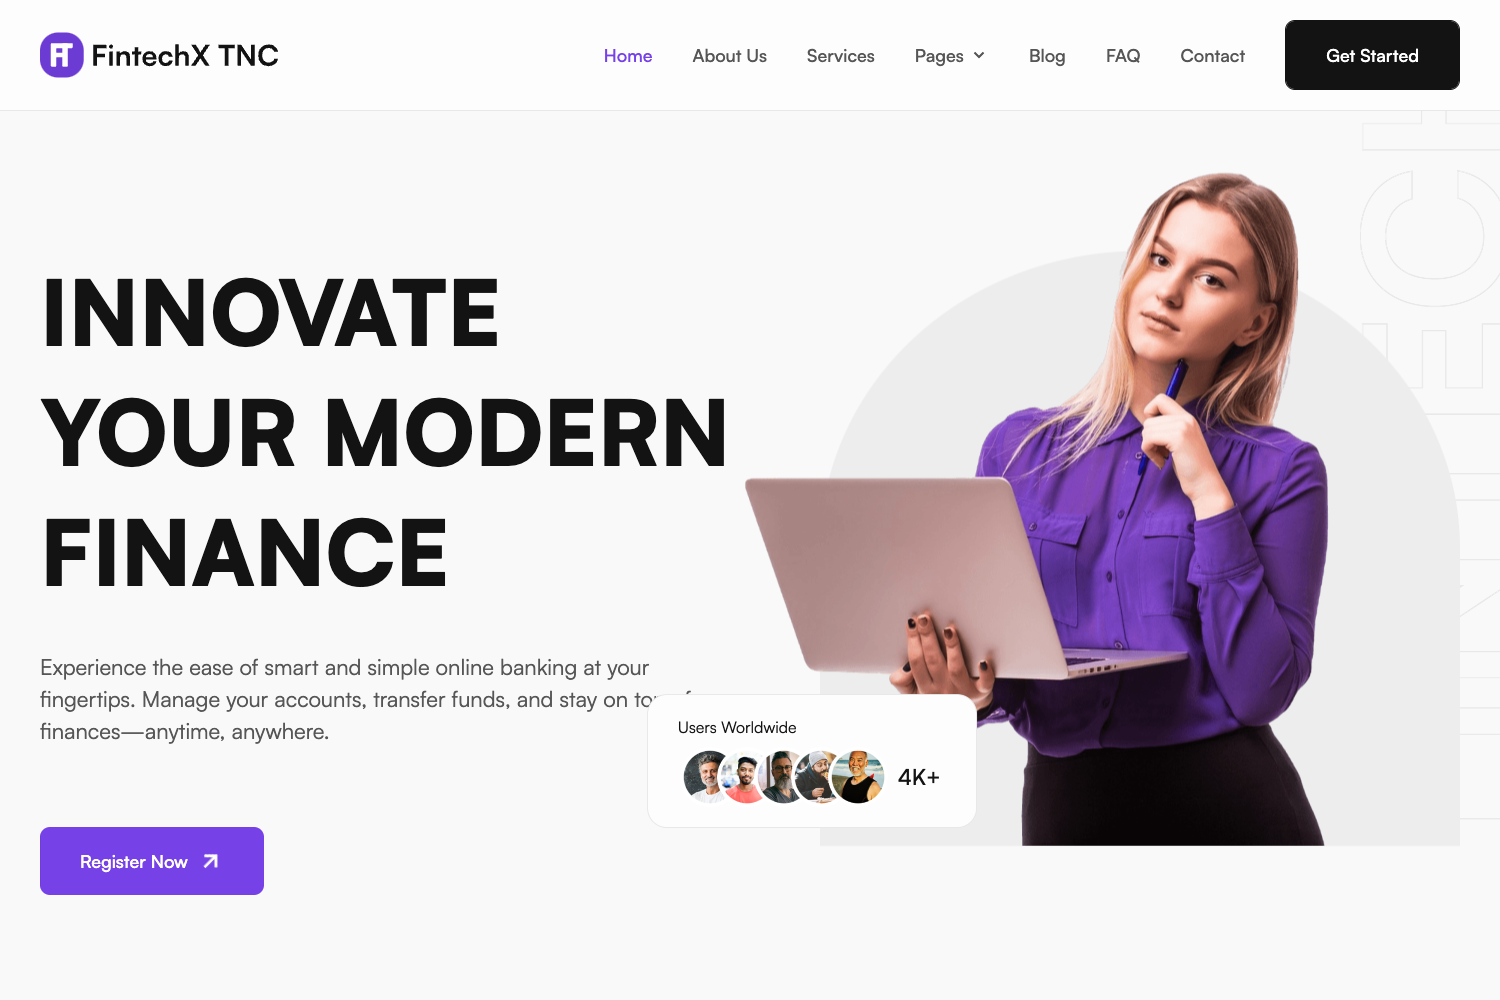 FintechX TNC
Home
About Us
Services
Pages
Blog
FAQ
Contact
Get Started
INNOVATE
YOUR MODERN
FINANCE
Experience the ease of smart and simple online banking at your
fingertips. Manage your accounts, transfer funds, and stay on
finances—anytime, anywhere.
Users Worldwide
4K+
Register Now